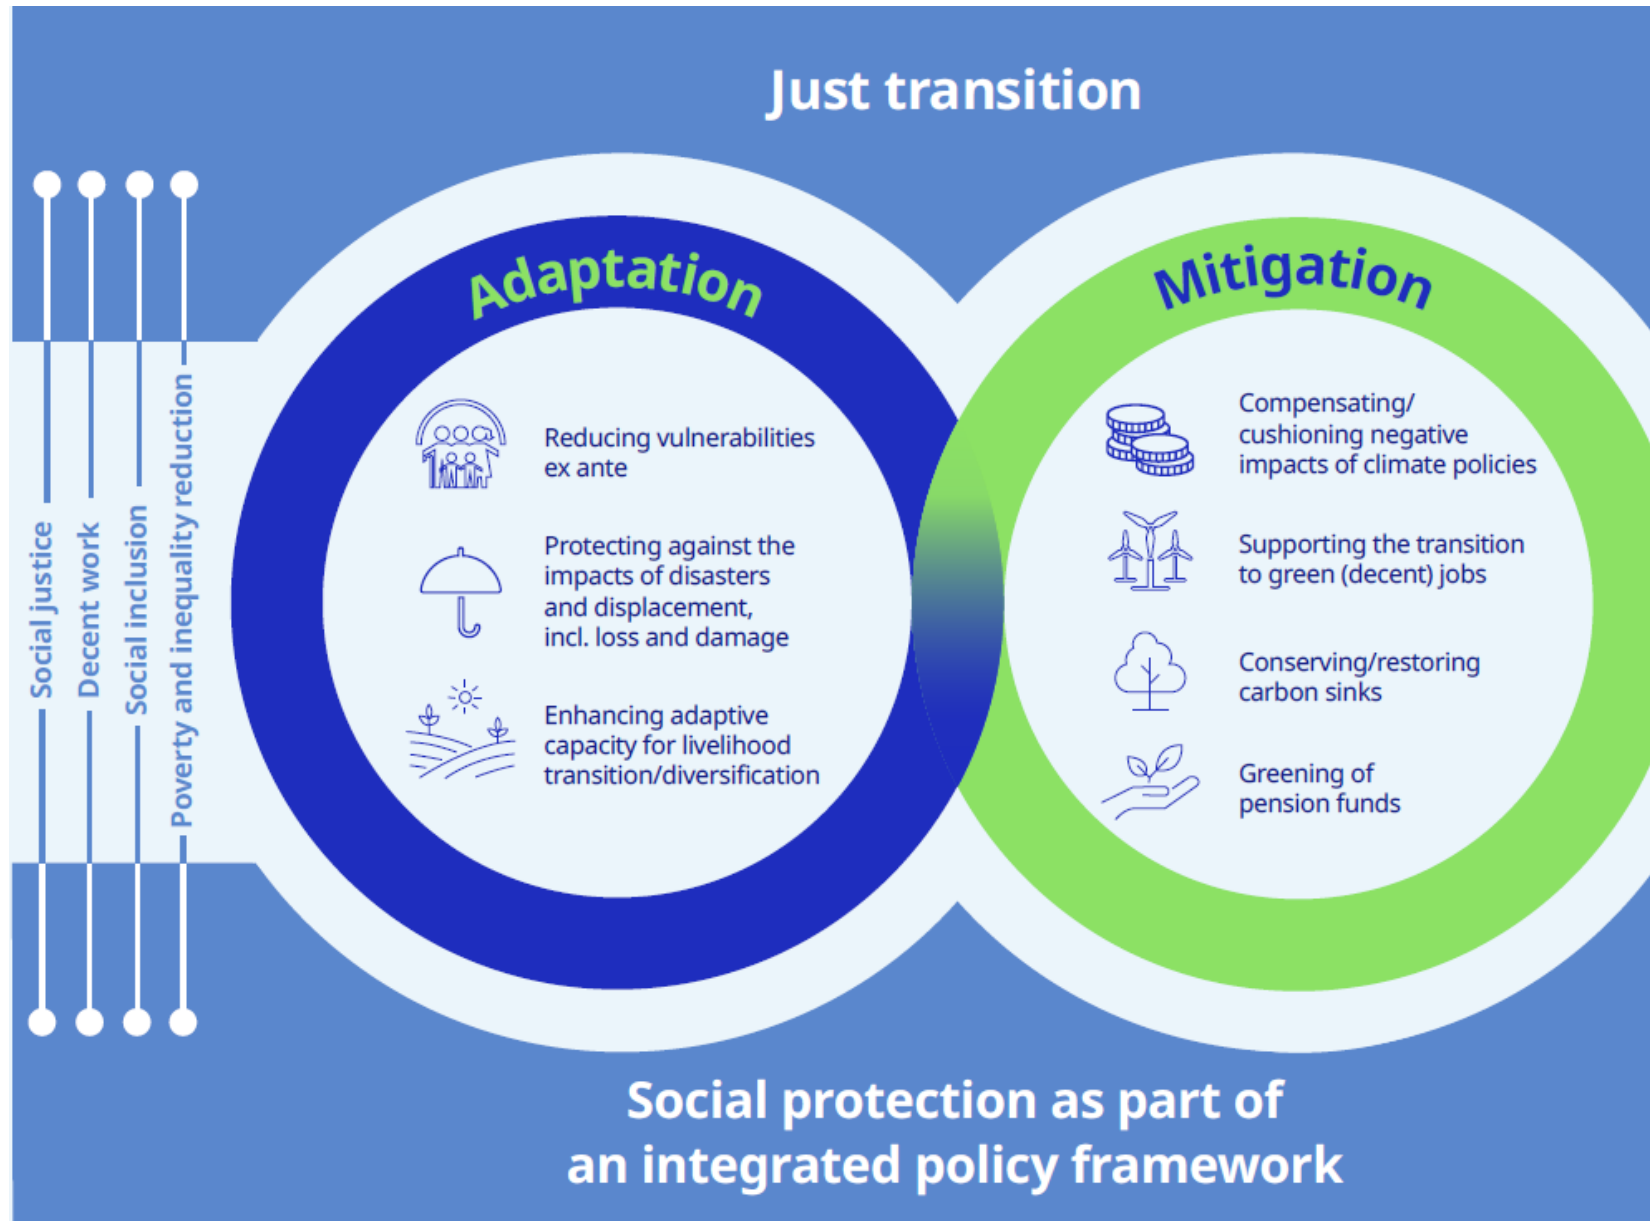 Just transition
Social justice
Decent work
Social inclusion
Poverty and inequality reduction
Adaptation
Reducing vulnerabilities
ex ante
Protecting against the
impacts of disasters
and displacement,
incl. loss and damage
Enhancing adaptive
capacity for livelihood
transition/diversification
Mitigation
Compensating/
cushioning negative
impacts of climate policies
Supporting the transition
to green (decent) jobs
Conserving/restoring
carbon sinks
Greening of
pension funds
Social protection as part of
an integrated policy framework